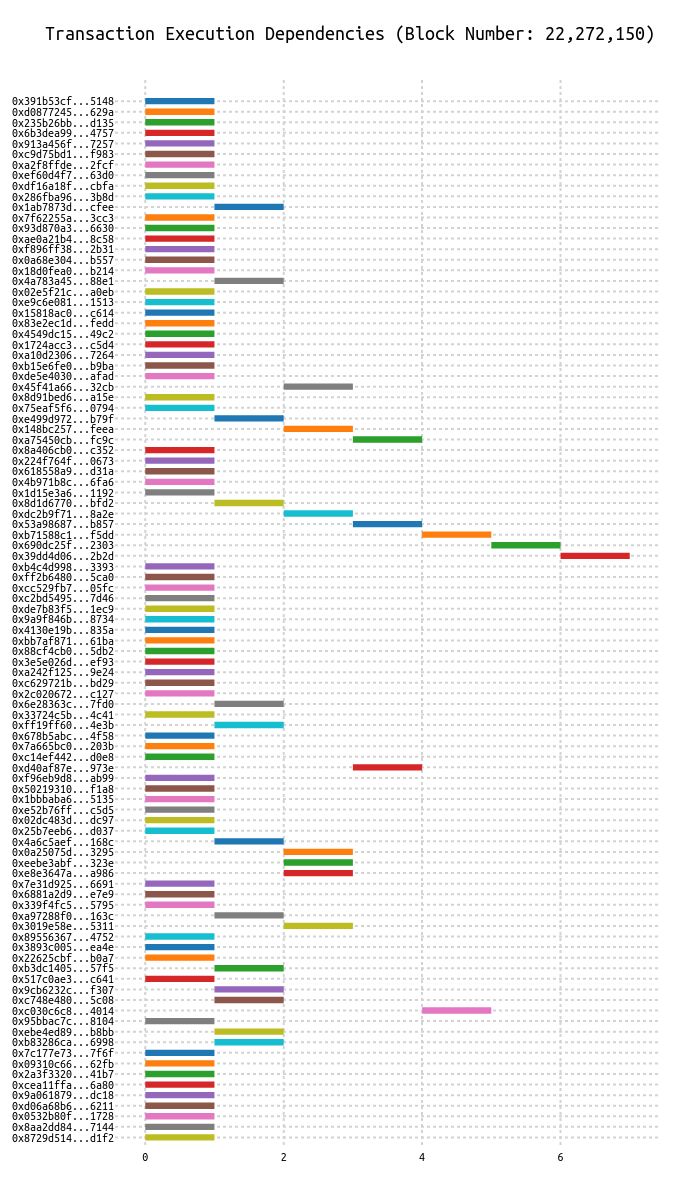 Transaction Execution Dependencies (Block Number: 22,272,150)
0x391b53cf...5148
0xd0877245...629a
0x235b26bb...d135
0x6b3dea99...4757
0x913a456f...7257
0xc9d75bd1...f983
0xa2f8ffde...2fcf
0xef60d4f7...63d0
0xdf16a18f...cbfa
0x286fba96...3b8d
0x1ab7873d...cfee
0x7f62255a...3cc3
0x93d870a3...6630
0xae0a21b4...8c58
0xf896ff38...2b31
0x0a68e304...b557
0x18d0fea0...b214
0x4a783a45...88e1
0x02e5f21c...a0eb
0xe9c6e081...1513
0x15818ac0...c614
0x83e2ec1d...fedd
0x4549dc15...49c2
0x1724acc3...c5d4
0xa10d2306...7264
0xb15e6fe0...b9ba
0xde5e4030...afad
0x45f41a66...32cb
0x8d91bed6...a15e
0x75eaf5f6...0794
0xe499d972...b79f
0x148bc257...feea
0xa75450cb...fc9c
0x8a406cb0...c352
0x224f764f...0673
0x618558a9...d31a
0x4b971b8c...6fa6
0x1d15e3a6...1192
0x8d1d6770...bfd2
0xdc2b9f71...8a2e
0x53a98687...b857
0xb71588c1...f5dd
0x690dc25f...2303
0x39dd4d06...2b2d
0xb4c4d998...3393
0xff2b6480...5ca0
0xcc529fb7...05fc
0xc2bd5495...7d46
0xde7b83f5...1ec9
0x9a9f846b...8734
0x4130e19b...835a
0xbb7af871...61ba
0x88cf4cb0...5db2
0x3e5e026d...ef93
0xa242f125...9e24
0xc629721b...bd29
0x2c020672...c127
0x6e28363c...7fd0
0x33724c5b...4c41
0xff19ff60...4e3b
0x678b5abc...4f58
0x7a665bc0...203b
0xc14ef442...d0e8
0xd40af87e...973e
0xf96eb9d8...ab99
0x50219310...f1a8
0x1bbbaba6...5135
0xe52b76ff...c5d5
0x02dc483d...dc97
0x25b7eeb6...d037
0x4a6c5aef...168c
0x0a25075d...3295
0xeebe3abf...323e
0xe8e3647a...a986
0x7e31d925...6691
0x6881a2d9...e7e9
0x339f4fc5...5795
0xa97288f0...163c
0x3019e58e...5311
0x89556367...4752
0x3893c005...ea4e
0x22625cbf...b0a7
0xb3dc1405...57f5
0x517c0ae3...c641
0x9cb6232c...f307
0xc748e480...5c08
0xc030c6c8...4014
0x95bbac7c...8104
0xebe4ed89...b8bb
0xb83286ca...6998
0x7c177e73...7f6f
0x09310c66...62fb
0x2a3f3320...41b7
0xcea11ffa...6a80
0x9a061879...dc18
0xd06a68b6...6211
0x0532b80f...1728
0x8aa2dd84...7144
0x8729d514...d1f2
0 2 4 6